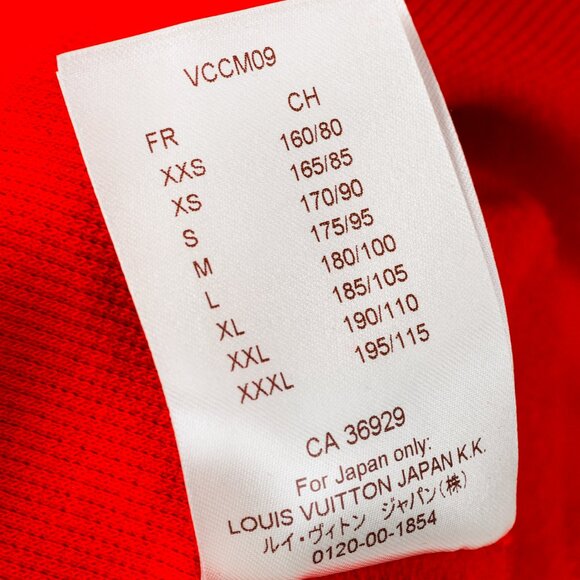 VCCM09
FR CH
XXS 160/80
XS 165/85
S 170/90
M 175/95
L 180/100
XL 185/105
XXL 190/110
XXXL 195/115
CA 36929
For Japan only:
LOUIS VUITTON JAPAN K.K.
ルイ・ヴィトン ジャパン(株)
0120-00-1854